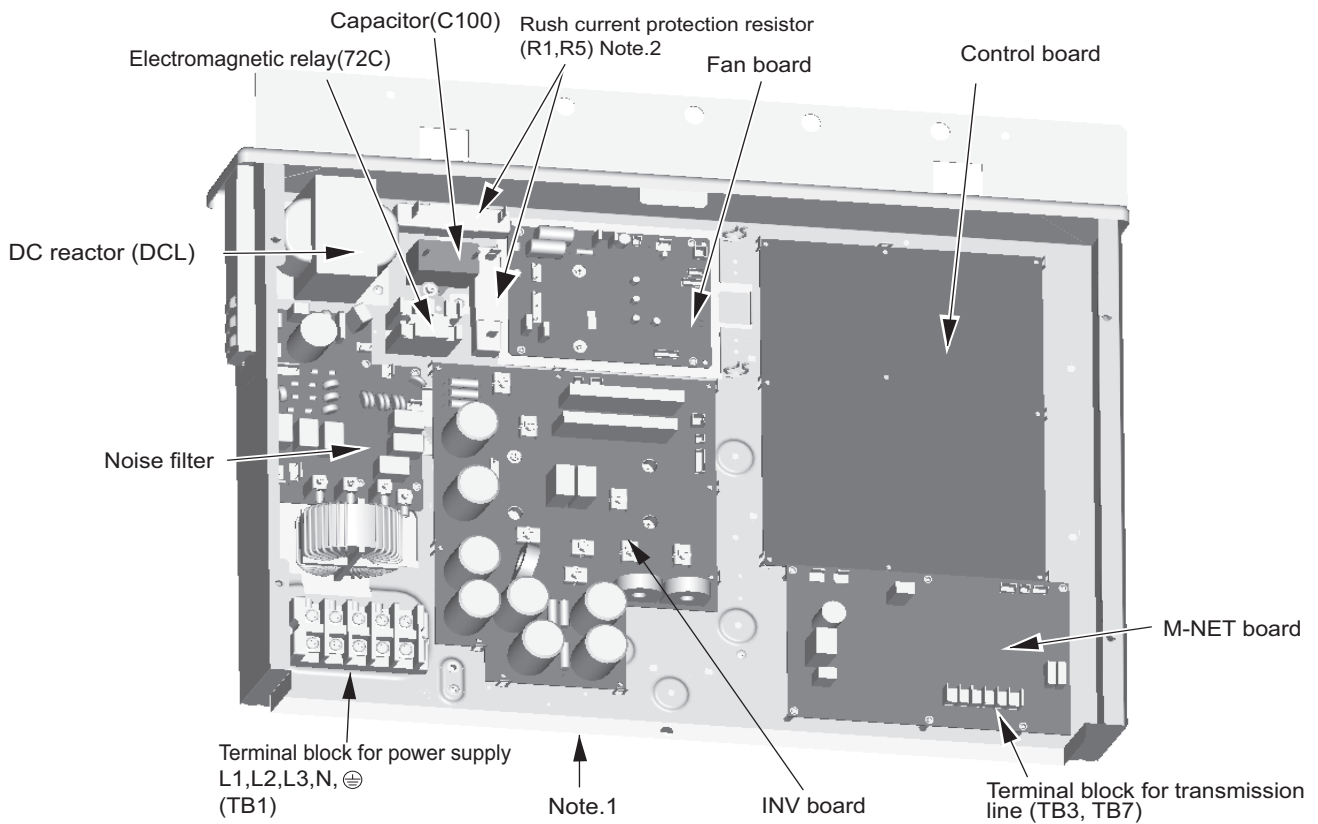 Capacitor(C100)
Rush current protection resistor
(R1,R5) Note.2
Electromagnetic relay(72C)
Fan board
Control board
DC reactor (DCL)
Noise filter
M-NET board
Terminal block for power supply
L1,L2,L3,N, ⏚
(TB1)
Note.1
INV board
Terminal block for transmission
line (TB3, TB7)